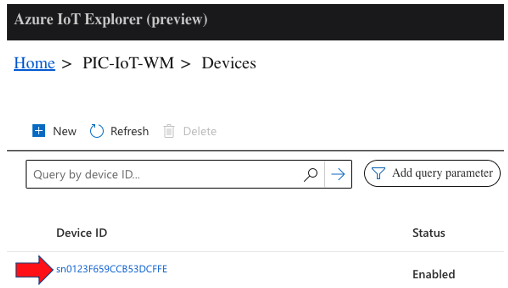 Azure IoT Explorer (preview)
Home > PIC-IoT-WM > Devices
New Refresh Delete
Query by device ID... Add query parameter
Device ID Status
sn0123F659CCB53DCFFE Enabled